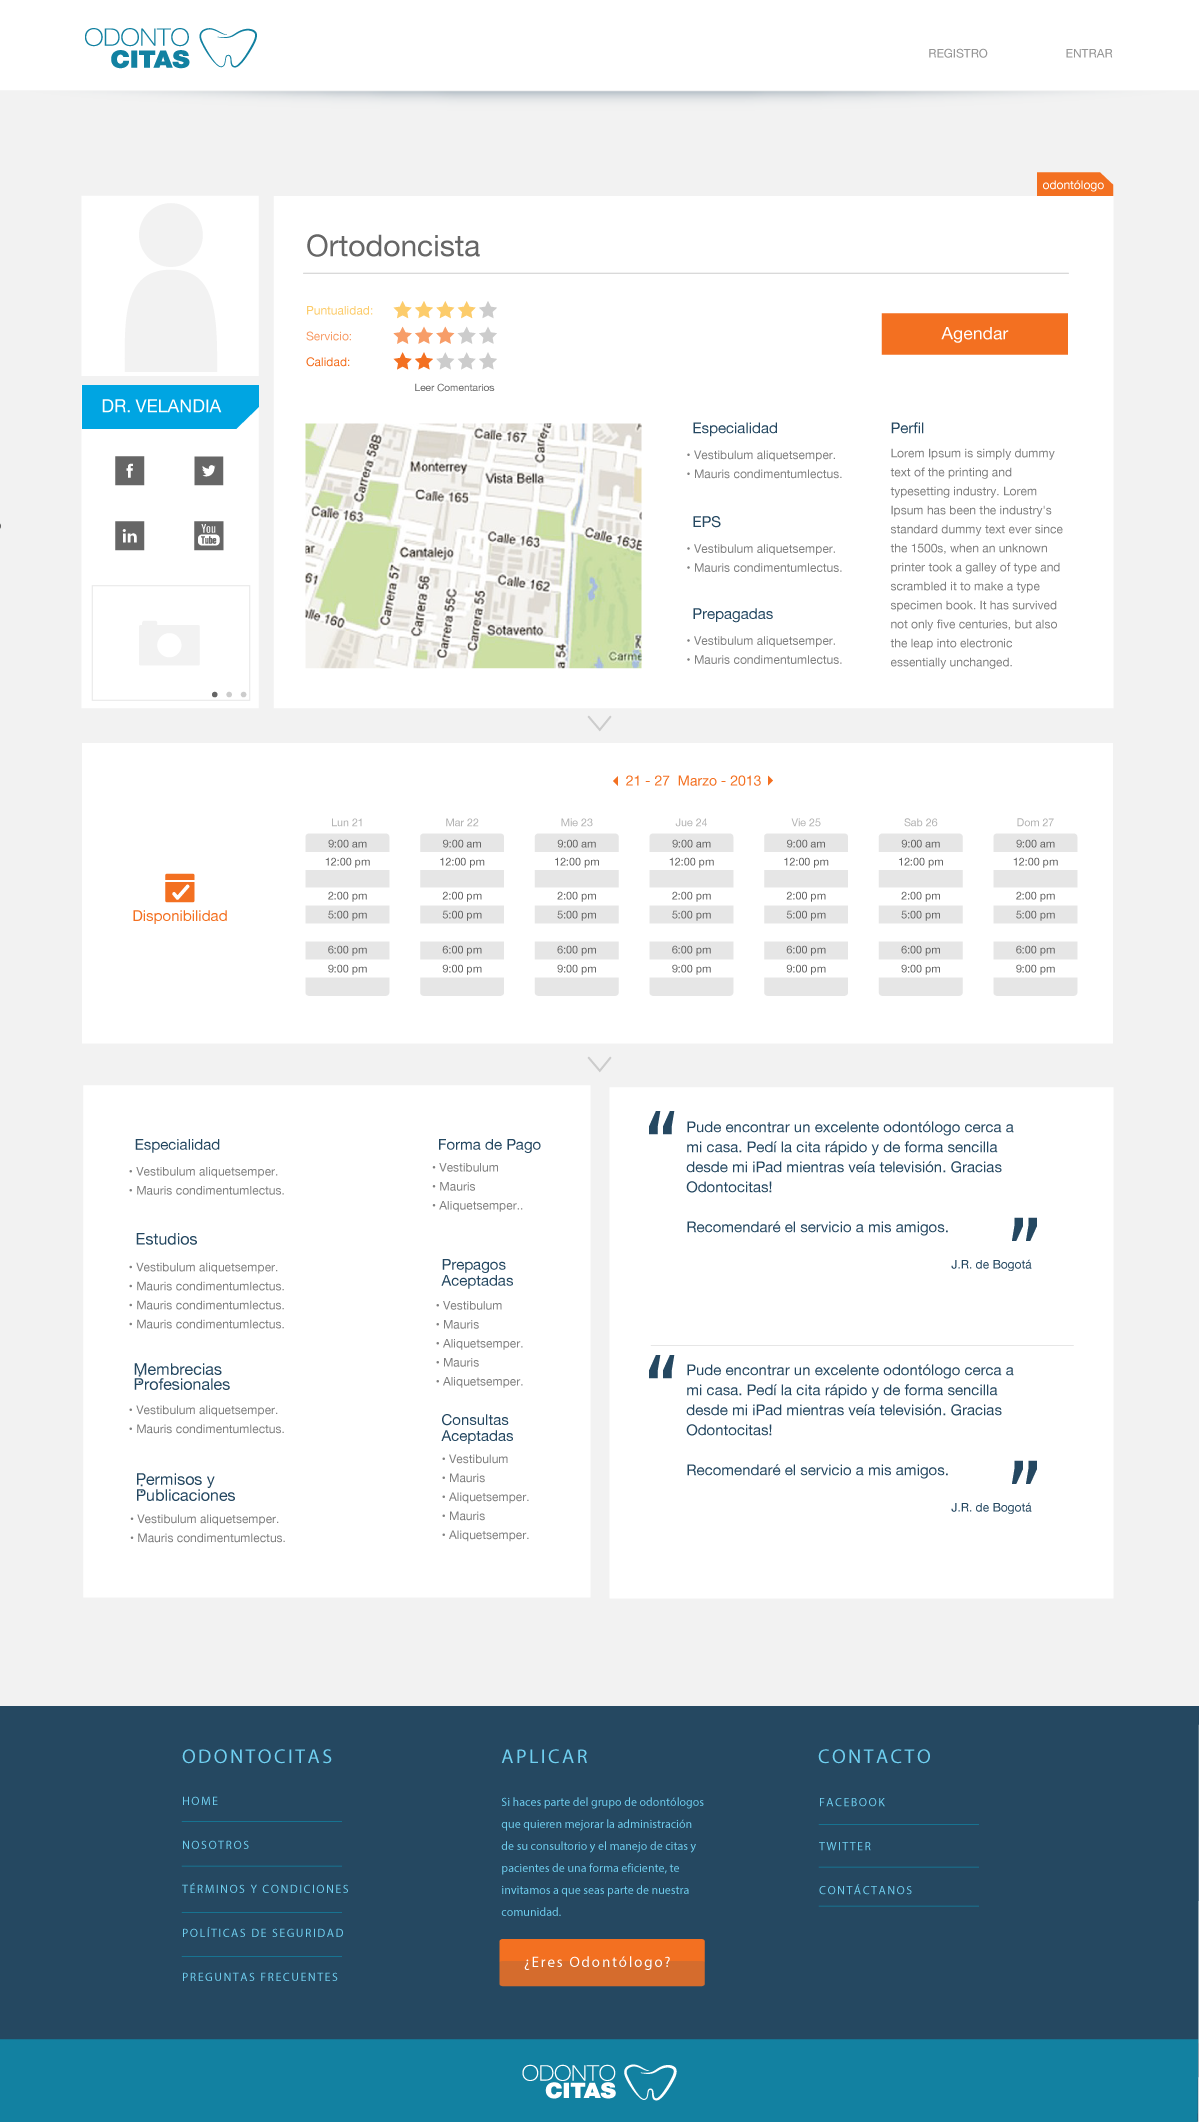 ODONTO
CITAS
REGISTRO
ENTRAR
odontólogo
Ortodoncista
Puntualidad:
Servicio:
Calidad:
Leer Comentarios
Agendar
DR. VELANDIA
f
in
You
Tube
Calle 167
Carrera
Carrera 58B
Monterrey
Vista Bella
Calle 165
Calle 163
Calle 163B
ar
Cantalejo
61
Carrera 57
Carrera 56
Carrera 55C
Carrera 55
Calle 162
alle 160
Sotavento
54
Carme
Especialidad
• Vestibulum aliquetsemper.
• Mauris condimentumlectus.
EPS
• Vestibulum aliquetsemper.
• Mauris condimentumlectus.
Prepagadas
• Vestibulum aliquetsemper.
• Mauris condimentumlectus.
Perfil
Lorem Ipsum is simply dummy
text of the printing and
typesetting industry. Lorem
Ipsum has been the industry's
standard dummy text ever since
the 1500s, when an unknown
printer took a galley of type and
scrambled it to make a type
specimen book. It has survived
not only five centuries, but also
the leap into electronic
essentially unchanged.
Disponibilidad
21 - 27 Marzo - 2013
Lun 21 Mar 22 Mie 23 Jue 24 Vie 25 Sab 26 Dom 27
9:00 am 9:00 am 9:00 am 9:00 am 9:00 am 9:00 am 9:00 am
12:00 pm 12:00 pm 12:00 pm 12:00 pm 12:00 pm 12:00 pm 12:00 pm
2:00 pm 2:00 pm 2:00 pm 2:00 pm 2:00 pm 2:00 pm 2:00 pm
5:00 pm 5:00 pm 5:00 pm 5:00 pm 5:00 pm 5:00 pm 5:00 pm
6:00 pm 6:00 pm 6:00 pm 6:00 pm 6:00 pm 6:00 pm 6:00 pm
9:00 pm 9:00 pm 9:00 pm 9:00 pm 9:00 pm 9:00 pm 9:00 pm
Especialidad
• Vestibulum aliquetsemper.
• Mauris condimentumlectus.
Estudios
• Vestibulum aliquetsemper.
• Mauris condimentumlectus.
• Mauris condimentumlectus.
• Mauris condimentumlectus.
Membrecias
Profesionales
• Vestibulum aliquetsemper.
• Mauris condimentumlectus.
Permisos y
Publicaciones
• Vestibulum aliquetsemper.
• Mauris condimentumlectus.
Forma de Pago
• Vestibulum
• Mauris
• Aliquetsemper..
Prepagos
Aceptadas
• Vestibulum
• Mauris
• Aliquetsemper.
• Mauris
• Aliquetsemper.
Consultas
Aceptadas
• Vestibulum
• Mauris
• Aliquetsemper.
• Mauris
• Aliquetsemper.
“ Pude encontrar un excelente odontólogo cerca a
mi casa. Pedí la cita rápido y de forma sencilla
desde mi iPad mientras veía televisión. Gracias
Odontocitas!
Recomendaré el servicio a mis amigos. ”
J.R. de Bogotá
“ Pude encontrar un excelente odontólogo cerca a
mi casa. Pedí la cita rápido y de forma sencilla
desde mi iPad mientras veía televisión. Gracias
Odontocitas!
Recomendaré el servicio a mis amigos. ”
J.R. de Bogotá
ODONTOCITAS
HOME
NOSOTROS
TÉRMINOS Y CONDICIONES
POLÍTICAS DE SEGURIDAD
PREGUNTAS FRECUENTES
APLICAR
Si haces parte del grupo de odontólogos
que quieren mejorar la administración
de su consultorio y el manejo de citas y
pacientes de una forma eficiente, te
invitamos a que seas parte de nuestra
comunidad.
¿Eres Odontólogo?
CONTACTO
FACEBOOK
TWITTER
CONTÁCTANOS
ODONTO
CITAS